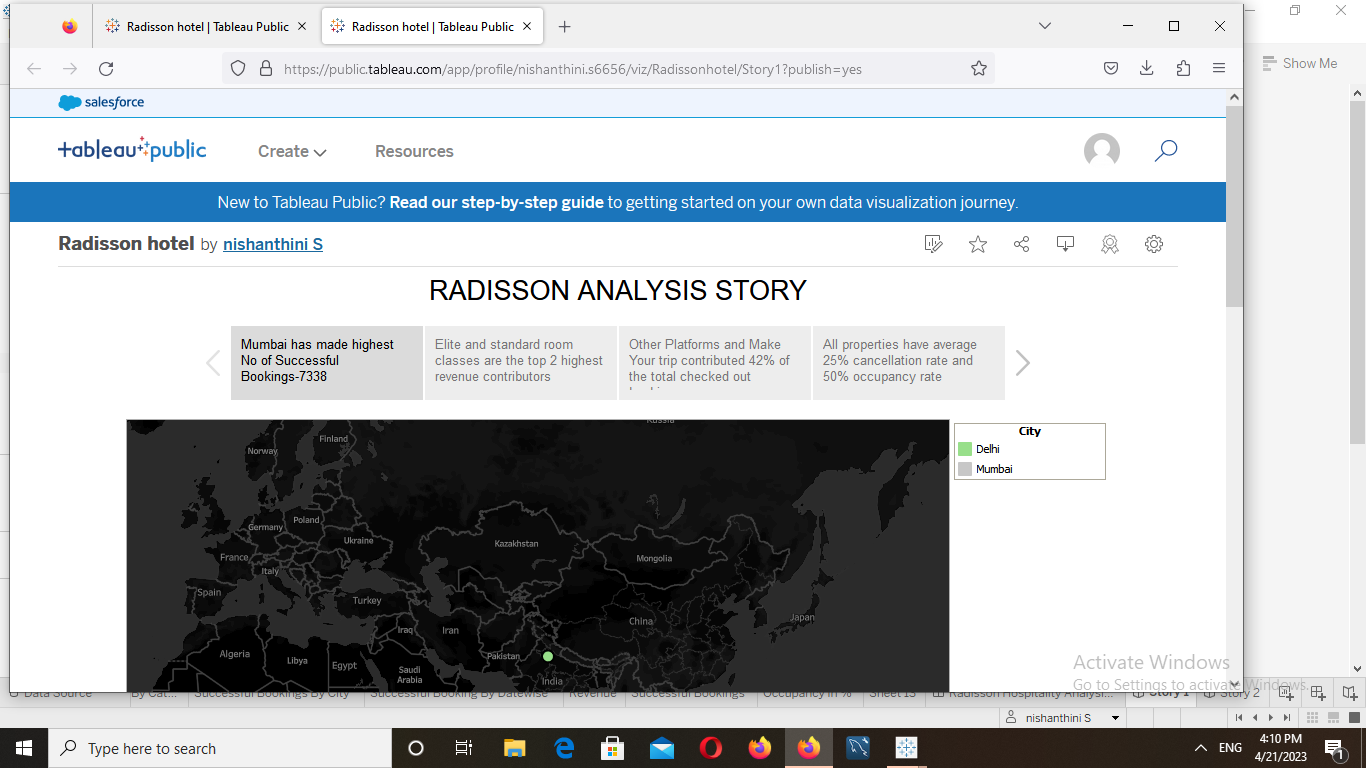 Radisson hotel | Tableau Public
Radisson hotel | Tableau Public
https://public.tableau.com/app/profile/nishanthini.s6656/viz/Radissonhotel/Story1?publish=yes
Show Me
salesforce
tableau public
Create
Resources
New to Tableau Public? Read our step-by-step guide to getting started on your own data visualization journey.
Radisson hotel by nishanthini S
RADISSON ANALYSIS STORY
Mumbai has made highest
No of Successful
Bookings-7338
Elite and standard room
classes are the top 2 highest
revenue contributors
Other Platforms and Make
Your trip contributed 42% of
the total checked out
All properties have average
25% cancellation rate and
50% occupancy rate
City
Delhi
Mumbai
Russia
Finland
Norway
Poland
Germany
Ukraine
France
Italy
Spain
Turkey
Kazakhstan
Mongolia
China
Japan
Iraq
Iran
Algeria
Libya
Egypt
Saudi
Arabia
Pakistan
India
Activate Windows
Go to Settings to activate Windows.
Data Source
By Cat...
Successful Bookings By City
Successful Booking By Datewise
Revenue
Successful Bookings
Occupancy in %
Sheet 13
Radisson Hospitality Analysi...
Story 1
Story 2
nishanthini S
Type here to search
ENG
4:10 PM
4/21/2023
1